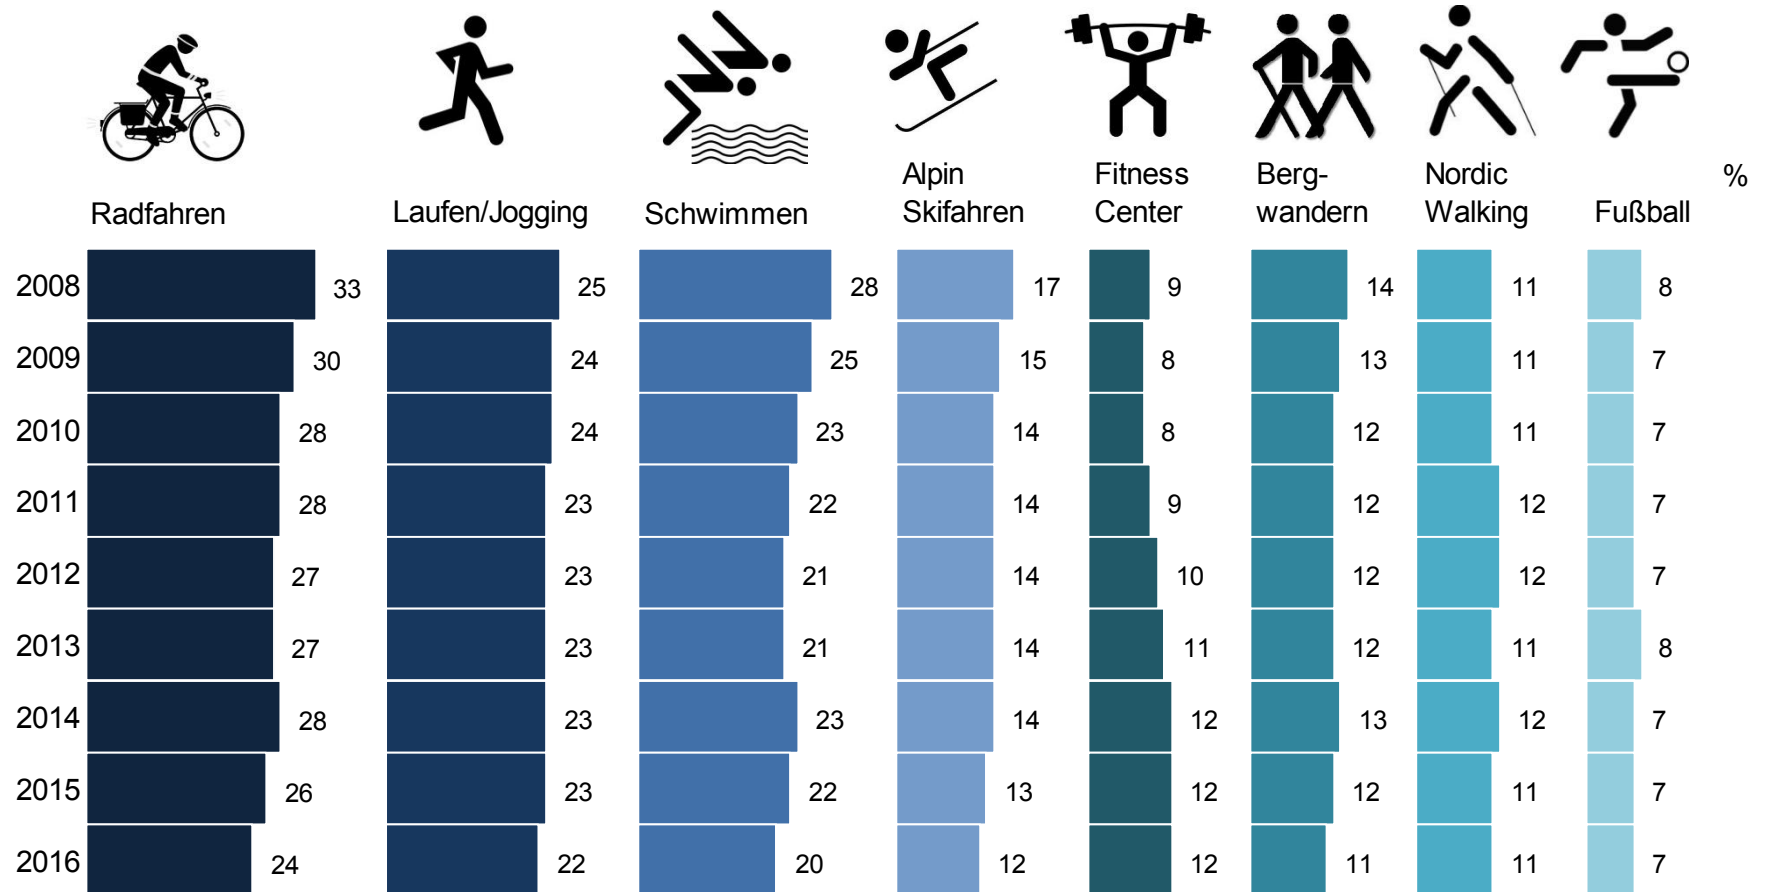 Alpin Fitness Berg- Nordic %
Radfahren Laufen/Jogging Schwimmen Skifahren Center wandern Walking Fußball
2008 33 25 28 17 9 14 11 8
2009 30 24 25 15 8 13 11 7
2010 28 24 23 14 8 12 11 7
2011 28 23 22 14 9 12 12 7
2012 27 23 21 14 10 12 12 7
2013 27 23 21 14 11 12 11 8
2014 28 23 23 14 12 13 12 7
2015 26 23 22 13 12 12 11 7
2016 24 22 20 12 12 11 11 7